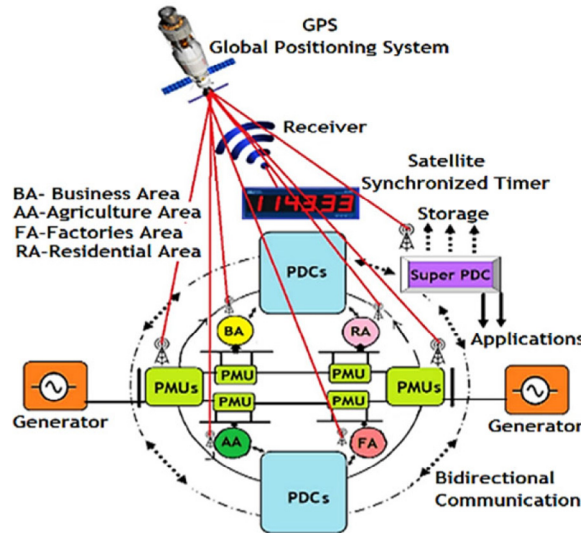 GPS
Global Positioning System
Receiver
Satellite
Synchronized Timer
1143.33
BA- Business Area
AA-Agriculture Area
FA-Factories Area
RA-Residential Area
Storage
PDCs
Super PDC
BA
RA
Applications
PMU
PMU
PMUs
PMUs
PMU
PMU
Generator
Generator
AA
FA
PDCs
Bidirectional
Communication